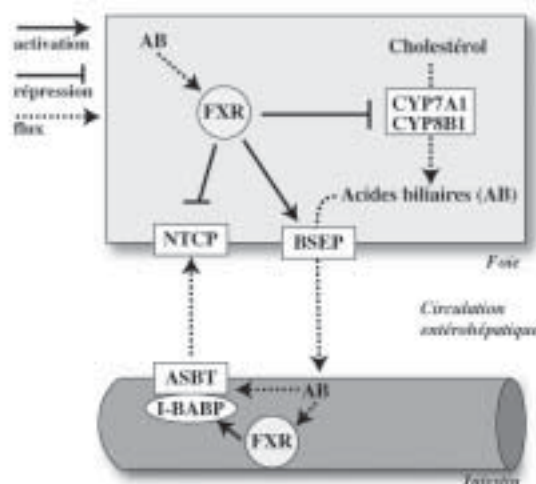 activation
répression
flux
AB
FXR
Cholestérol
CYP7A1
CYP8B1
Acides biliaires (AB)
NTCP
BSEP
Foie
Circulation
entérohépatique
ASBT
I-BABP
AB
FXR
Intestin